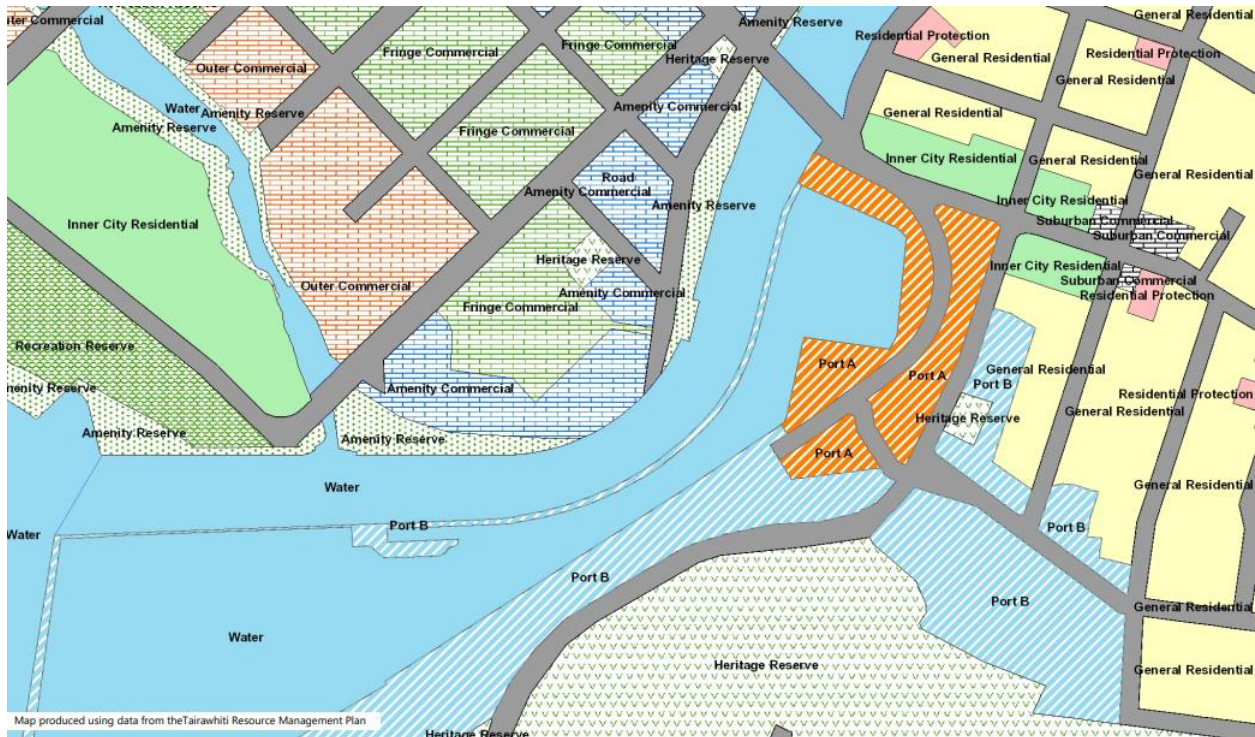 General Residential
Outer Commercial
Amenity Reserve
Residential Protection
Fringe Commercial
Fringe Commercial
Residential Protection
General Residential
Heritage Reserve
Outer Commercial
General Residential
Water
Amenity Reserve
Amenity Commercial
General Residential
Amenity Reserve
Fringe Commercial
Inner City Residential
General Residential
General Residential
Road
Amenity Commercial
Inner City Residential
Amenity Reserve
Inner City Residential
Suburban Commercial
Suburban Commercial
Heritage Reserve
Inner City Residential
Outer Commercial
Amenity Commercial
Suburban Commercial
Fringe Commercial
Residential Protection
Recreation Reserve
Port A
General Residential
Port A
Port B
Amenity Reserve
Amenity Commercial
Residential Protection
General Residential
Heritage Reserve
Amenity Reserve
Amenity Reserve
Port A
Water
General Residential
Port B
Port B
Water
Port B
Port B
General Residential
Water
Heritage Reserve
General Residential
Map produced using data from theTairawhiti Resource Management Plan
Heritage Reserve